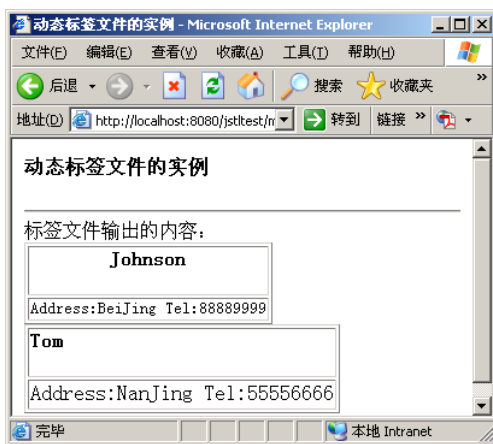 动态标签文件的实例 - Microsoft Internet Explorer
文件(F) 编辑(E) 查看(V) 收藏(A) 工具(T) 帮助(H)
后退 搜索 收藏夹 »
地址(D) http://localhost:8080/jstltest/r 转到 链接 »
动态标签文件的实例
标签文件输出的内容：
Johnson
Address:BeiJing Tel:88889999
Tom
Address:NanJing Tel:55556666
完毕 本地 Intranet